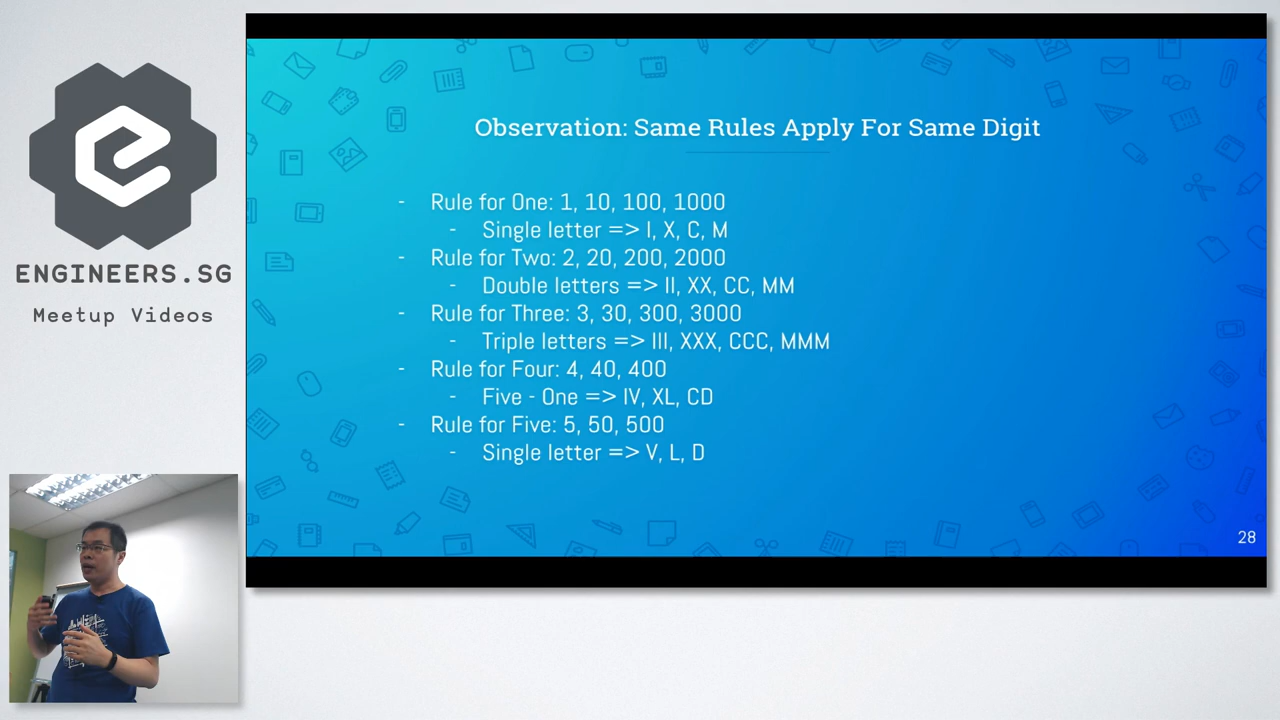 ENGINEERS.SG
Meetup Videos
Observation: Same Rules Apply For Same Digit
- Rule for One: 1, 10, 100, 1000
- Single letter => I, X, C, M
- Rule for Two: 2, 20, 200, 2000
- Double letters => II, XX, CC, MM
- Rule for Three: 3, 30, 300, 3000
- Triple letters => III, XXX, CCC, MMM
- Rule for Four: 4, 40, 400
- Five - One => IV, XL, CD
- Rule for Five: 5, 50, 500
- Single letter => V, L, D
28